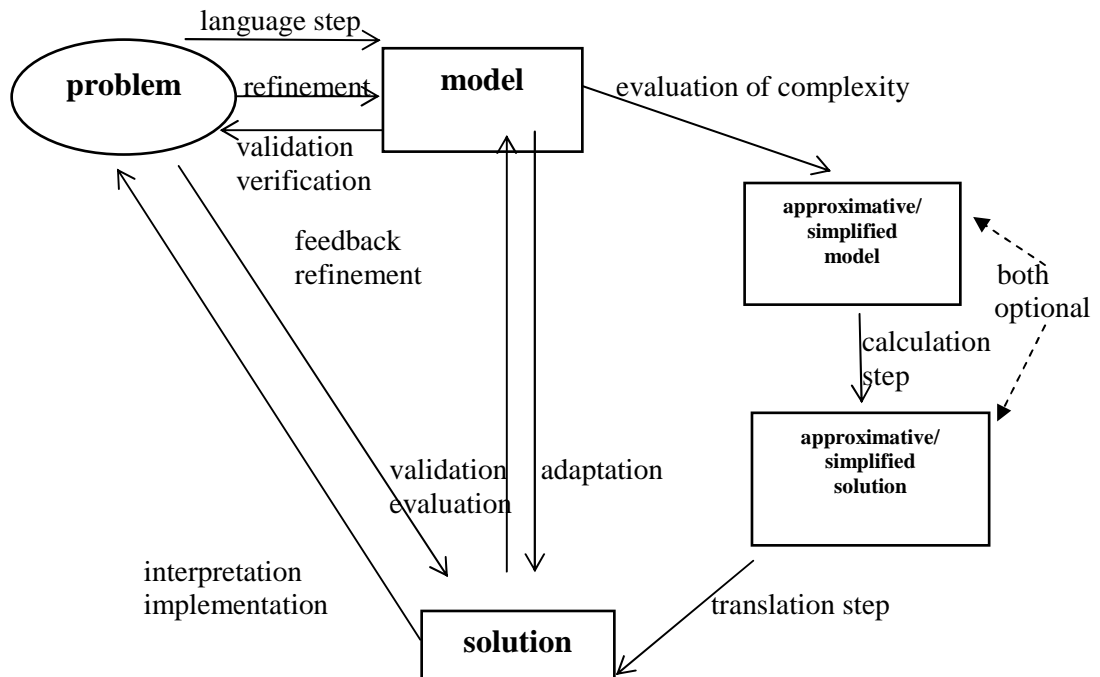 language step
problem
refinement
model
evaluation of complexity
validation
verification
approximative/
simplified
model
feedback
refinement
both
optional
calculation
step
approximative/
simplified
solution
validation
evaluation
adaptation
interpretation
implementation
translation step
solution